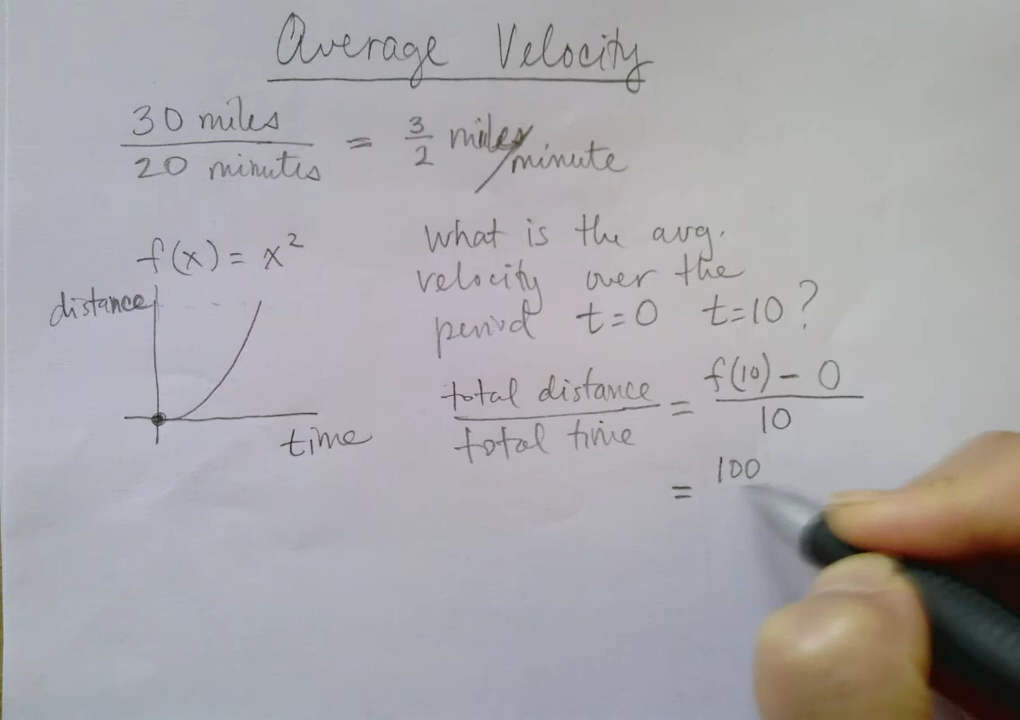 Average Velocity
30 miles
20 minutes
= 3/2 miles/minute
f(x) = x²
distance
time
What is the avg.
velocity over the
period t=0 t=10?
total distance
total time
= f(10) - 0
10
= 100